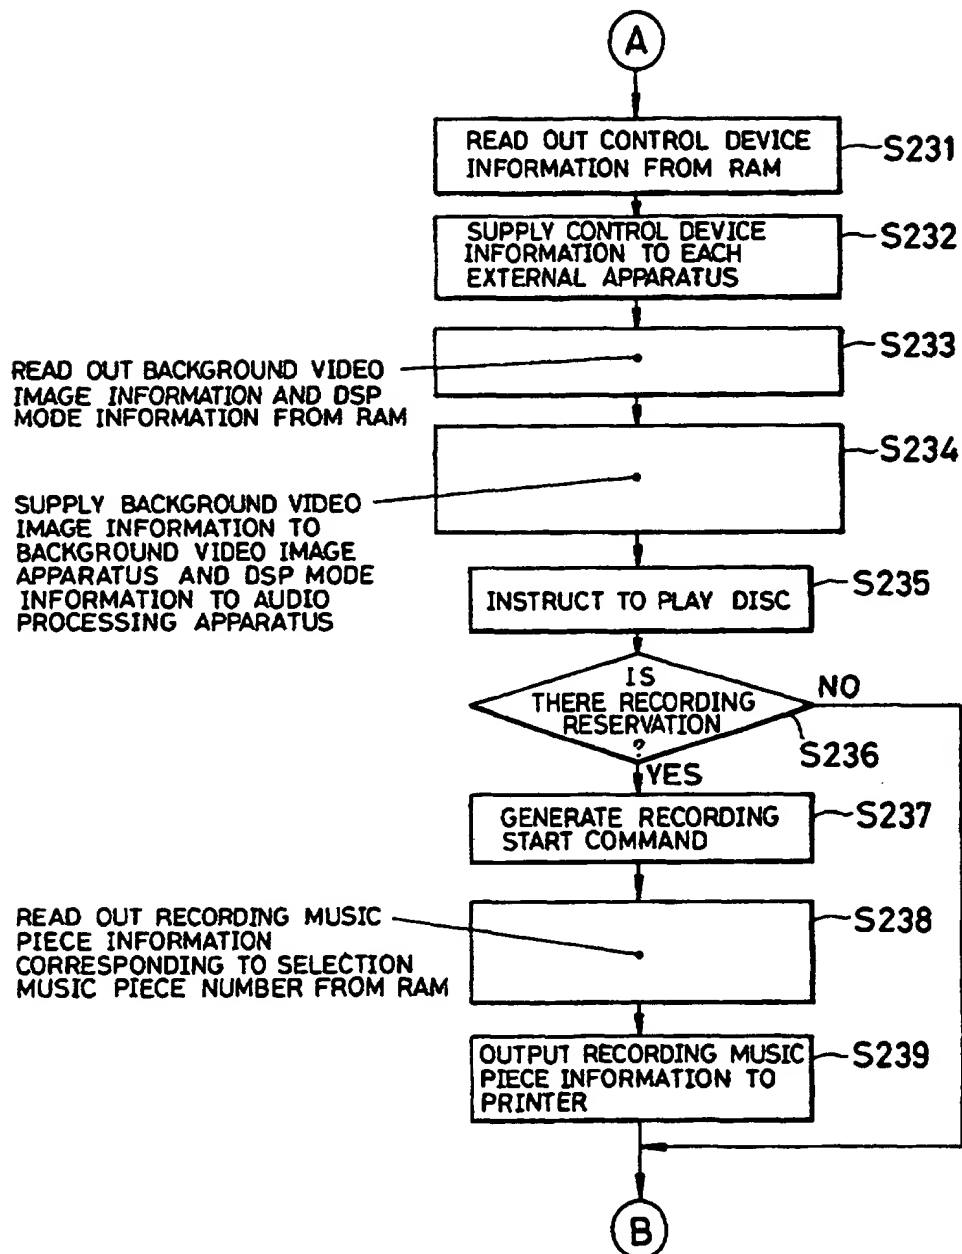 A
READ OUT CONTROL DEVICE
INFORMATION FROM RAM
S231
SUPPLY CONTROL DEVICE
INFORMATION TO EACH
EXTERNAL APPARATUS
S232
S233
READ OUT BACKGROUND VIDEO
IMAGE INFORMATION AND DSP
MODE INFORMATION FROM RAM
S234
SUPPLY BACKGROUND VIDEO
IMAGE INFORMATION TO
BACKGROUND VIDEO IMAGE
APPARATUS AND DSP MODE
INFORMATION TO AUDIO
PROCESSING APPARATUS
INSTRUCT TO PLAY DISC
S235
IS
THERE RECORDING
RESERVATION
?
NO
S236
YES
GENERATE RECORDING
START COMMAND
S237
S238
READ OUT RECORDING MUSIC
PIECE INFORMATION
CORRESPONDING TO SELECTION
MUSIC PIECE NUMBER FROM RAM
OUTPUT RECORDING MUSIC
PIECE INFORMATION TO
PRINTER
S239
B